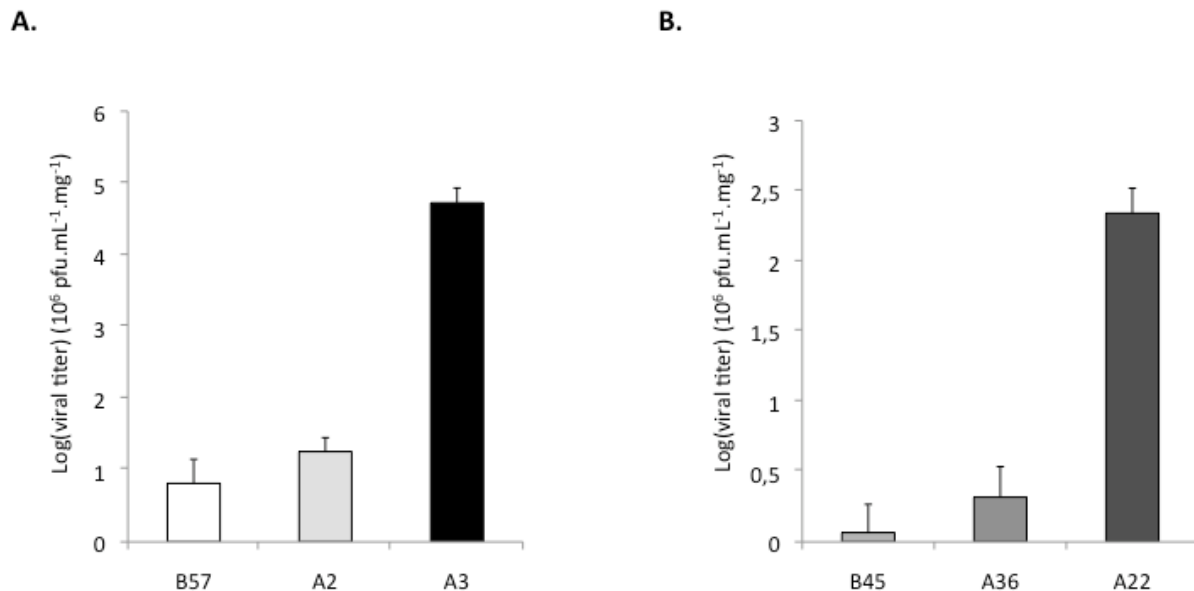 A.
Log(viral titer) (10⁶ pfu.mL⁻¹.mg⁻¹)
6
5
4
3
2
1
0
B57 A2 A3
B.
Log(viral titer) (10⁶ pfu.mL⁻¹.mg⁻¹)
3
2,5
2
1,5
1
0,5
0
B45 A36 A22